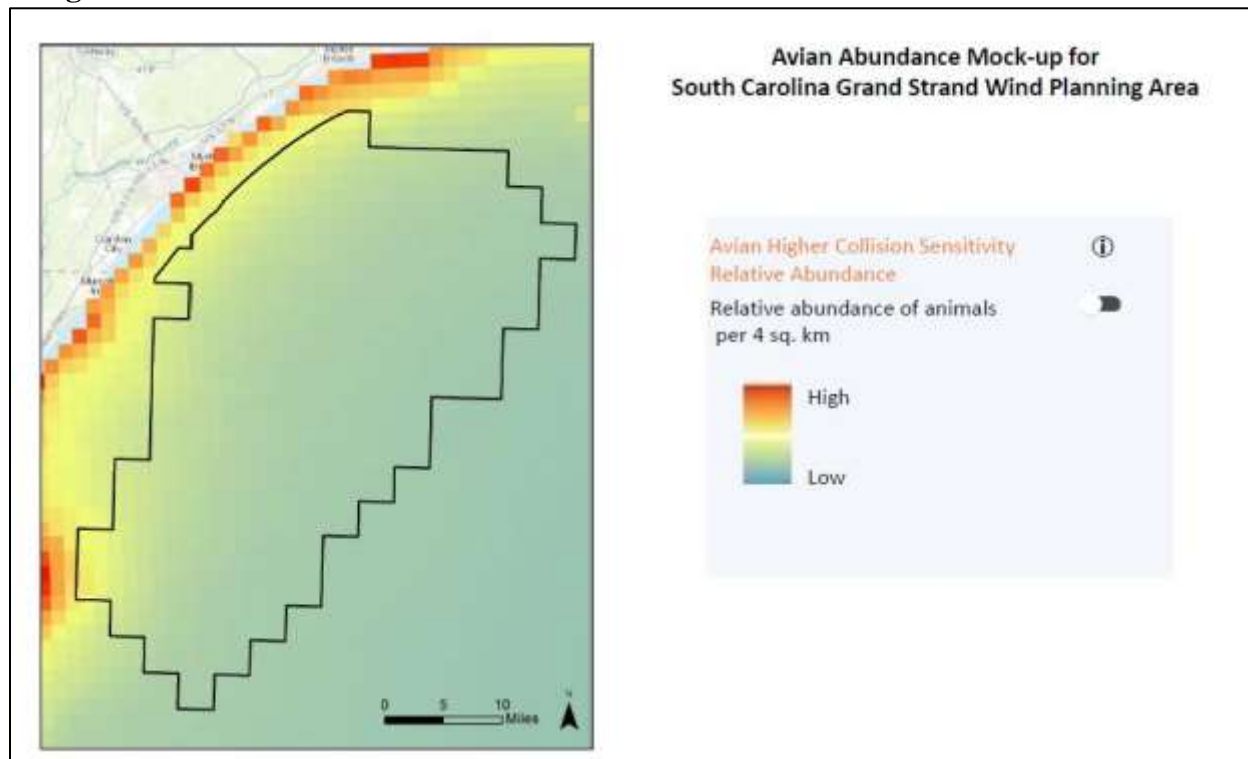 Avian Abundance Mock-up for
South Carolina Grand Strand Wind Planning Area
Avian Higher Collision Sensitivity
Relative Abundance
Relative abundance of animals
per 4 sq. km
High
Low
0 5 10
Miles
N